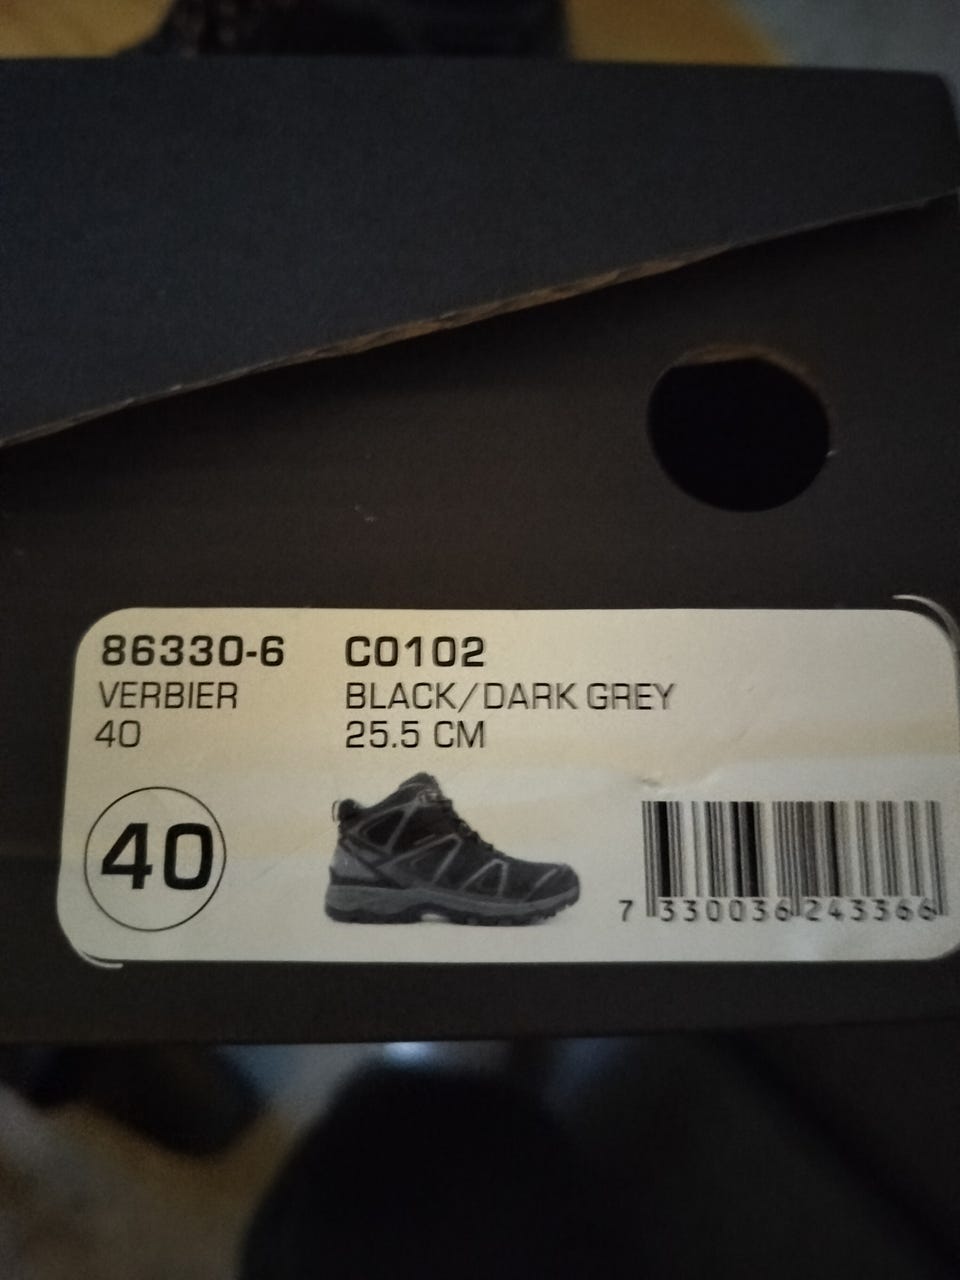 86330-6 C0102
VERBIER BLACK/DARK GREY
40 25.5 CM
40
7 330036 243366